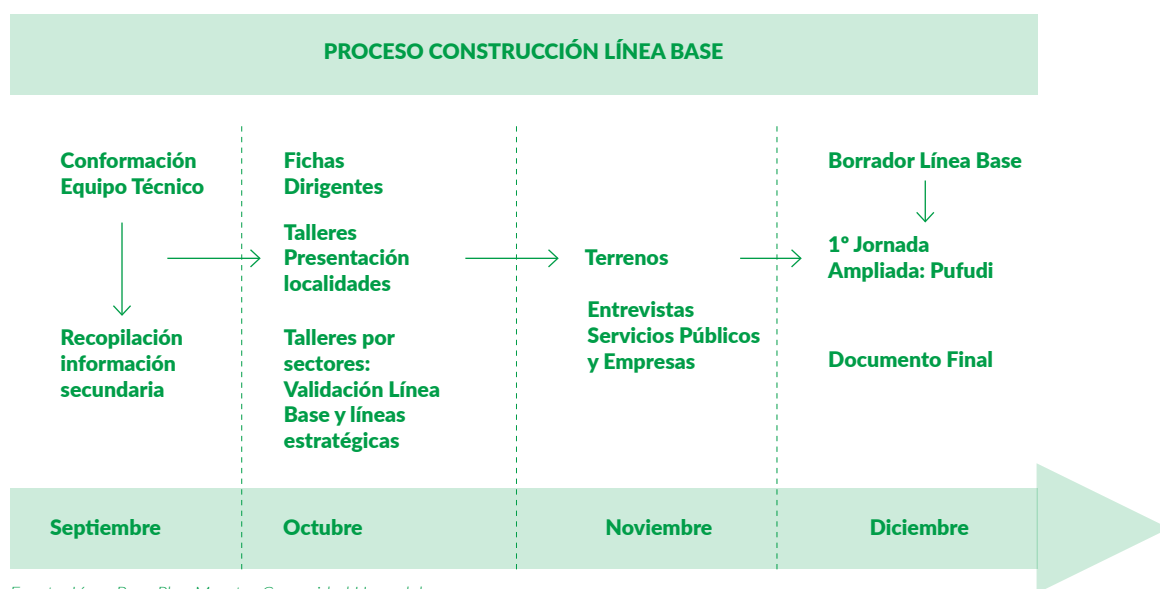 PROCESO CONSTRUCCIÓN LÍNEA BASE
Conformación
Equipo Técnico
Recopilación
información
secundaria
Fichas
Dirigentes
Talleres
Presentación
localidades
Talleres por
sectores:
Validación Línea
Base y líneas
estratégicas
Terrenos
Entrevistas
Servicios Públicos
y Empresas
Borrador Línea Base
1º Jornada
Ampliada: Pufudi
Documento Final
Septiembre
Octubre
Noviembre
Diciembre